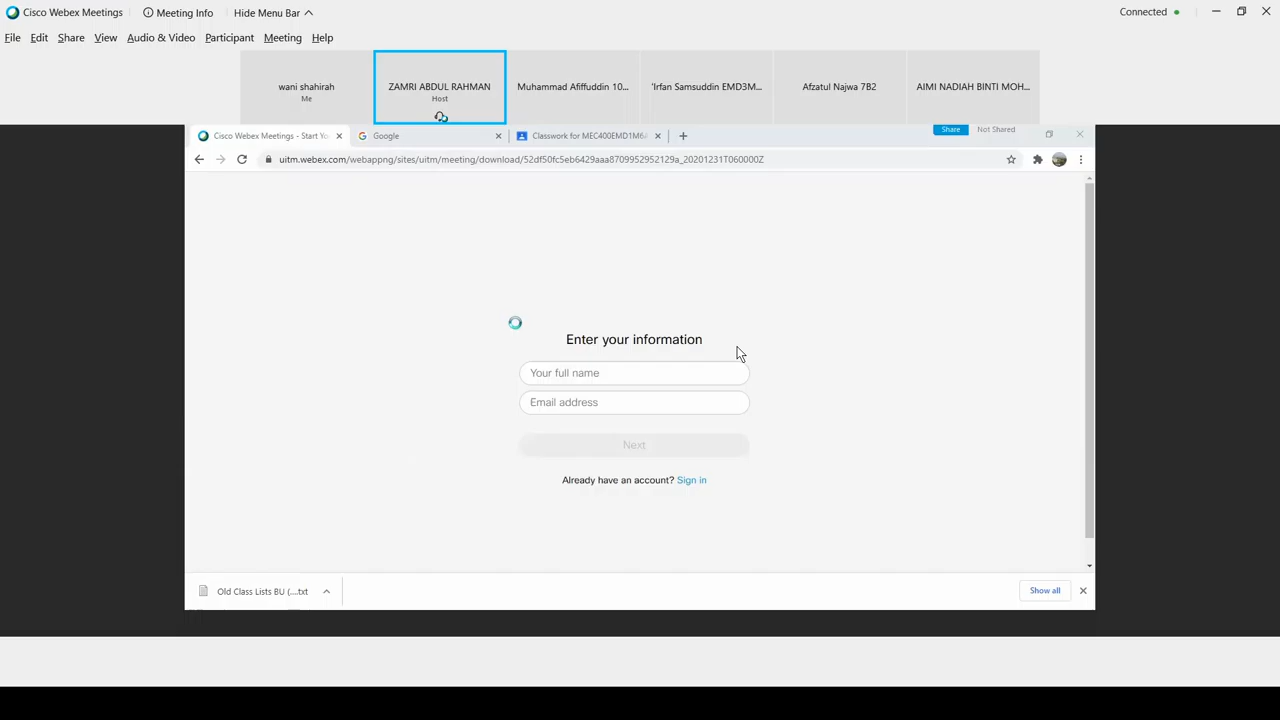 Cisco Webex Meetings Meeting Info Hide Menu Bar Connected
File Edit Share View Audio & Video Participant Meeting Help
wani shahirah
Me
ZAMRI ABDUL RAHMAN
Host
Muhammad Afiffuddin 10...
'Irfan Samsuddin EMD3M...
Afzatul Najwa 7B2
AIMI NADIAH BINTI MOH...
Cisco Webex Meetings - Start Yo
Google
Classwork for MEC400EMD1M6
Share Not Shared
uitm.webex.com/webappng/sites/uitm/meeting/download/52df50fc5eb6429aaa8709952952129a_20201231T060000Z
Enter your information
Your full name
Email address
Next
Already have an account? Sign in
Old Class Lists BU (....txt
Show all